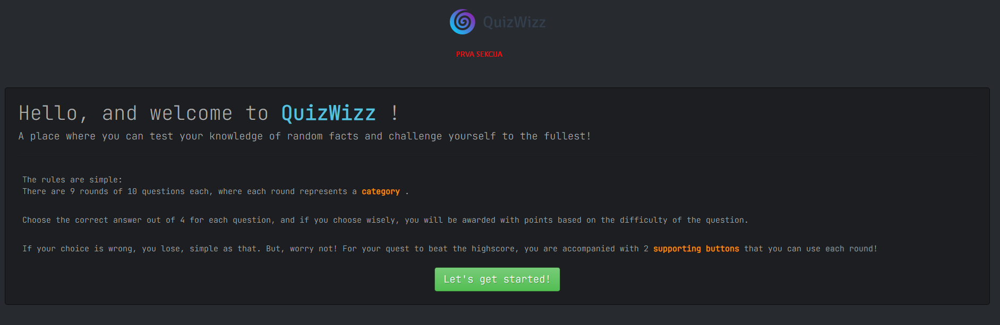 QuizWizz
PRVA SEKCIJA
Hello, and welcome to QuizWizz !
A place where you can test your knowledge of random facts and challenge yourself to the fullest!
The rules are simple:
There are 9 rounds of 10 questions each, where each round represents a category .
Choose the correct answer out of 4 for each question, and if you choose wisely, you will be awarded with points based on the difficulty of the question.
If your choice is wrong, you lose, simple as that. But, worry not! For your quest to beat the highscore, you are accompanied with 2 supporting buttons that you can use each round!
Let's get started!